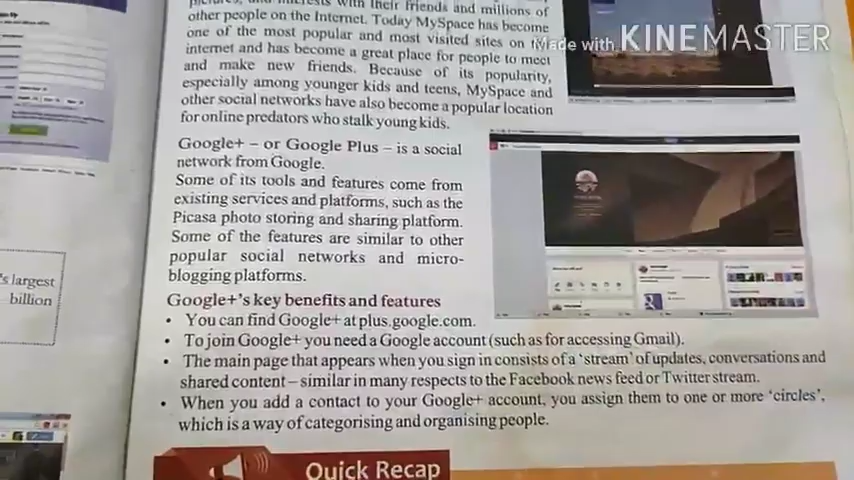 pictures, and interests with their friends and millions of
other people on the Internet. Today MySpace has become
one of the most popular and most visited sites on
internet and has become a great place for people to meet
and make new friends. Because of its popularity,
especially among younger kids and teens, MySpace and
other social networks have also become a popular location
for online predators who stalk young kids.
Made with KINEMASTER
Google+ – or Google Plus – is a social
network from Google.
Some of its tools and features come from
existing services and platforms, such as the
Picasa photo storing and sharing platform.
Some of the features are similar to other
popular social networks and micro-
blogging platforms.
Google+'s key benefits and features
• You can find Google+ at plus.google.com.
• To join Google+ you need a Google account (such as for accessing Gmail).
• The main page that appears when you sign in consists of a 'stream' of updates, conversations and
shared content – similar in many respects to the Facebook news feed or Twitter stream.
• When you add a contact to your Google+ account, you assign them to one or more 'circles',
which is a way of categorising and organising people.
's largest
billion
Quick Recap